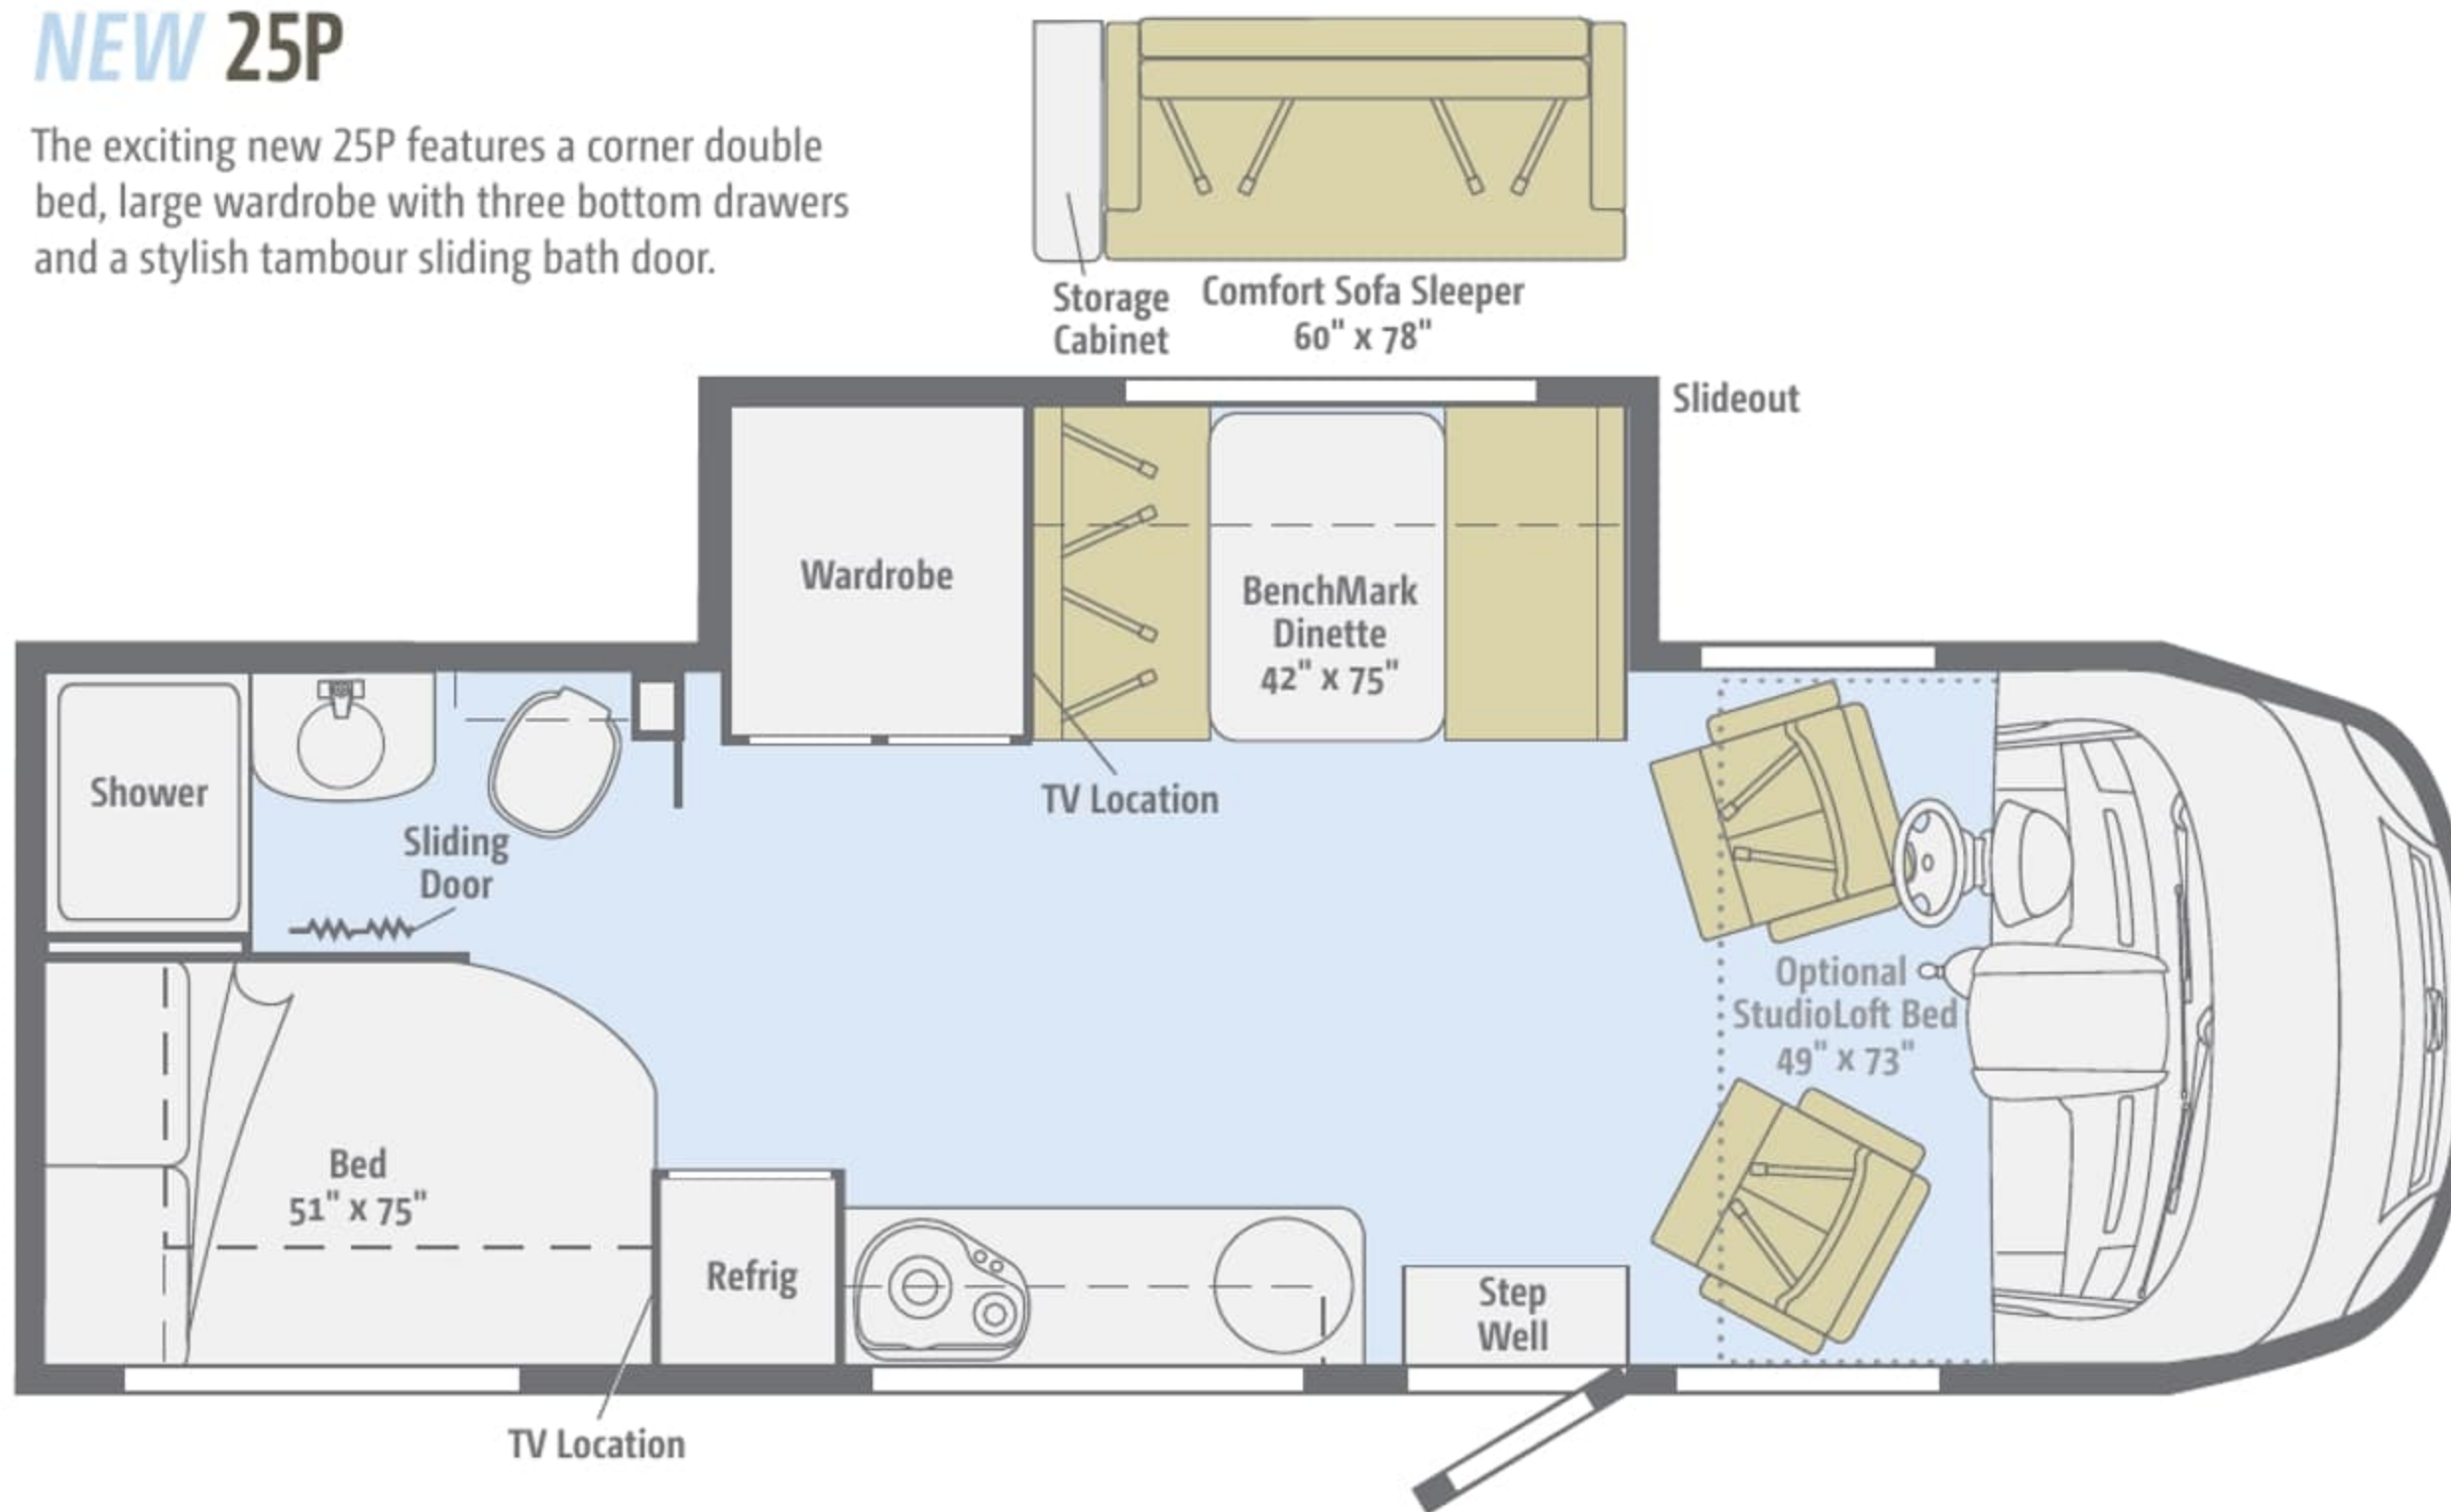 NEW 25P
The exciting new 25P features a corner double
bed, large wardrobe with three bottom drawers
and a stylish tambour sliding bath door.
Storage
Cabinet
Comfort Sofa Sleeper
60" x 78"
Slideout
Wardrobe
BenchMark
Dinette
42" x 75"
TV Location
Shower
Sliding
Door
Optional
StudioLoft Bed
49" x 73"
Bed
51" x 75"
Refrig
Step
Well
TV Location